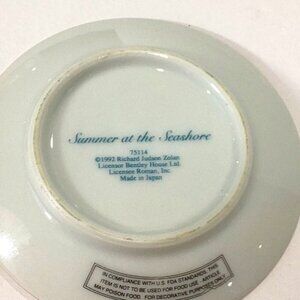 Summer at the Seashore
75114
©1992 Richard Judson Zolan
Licensor Bentley House Ltd.
Licensee Roman, Inc.
Made in Japan
IN COMPLIANCE WITH U.S. FDA STANDARDS, THIS
ITEM IS NOT TO BE USED FOR FOOD USE - ARTICLE
MAY POISON FOOD. FOR DECORATIVE PURPOSES ONLY.